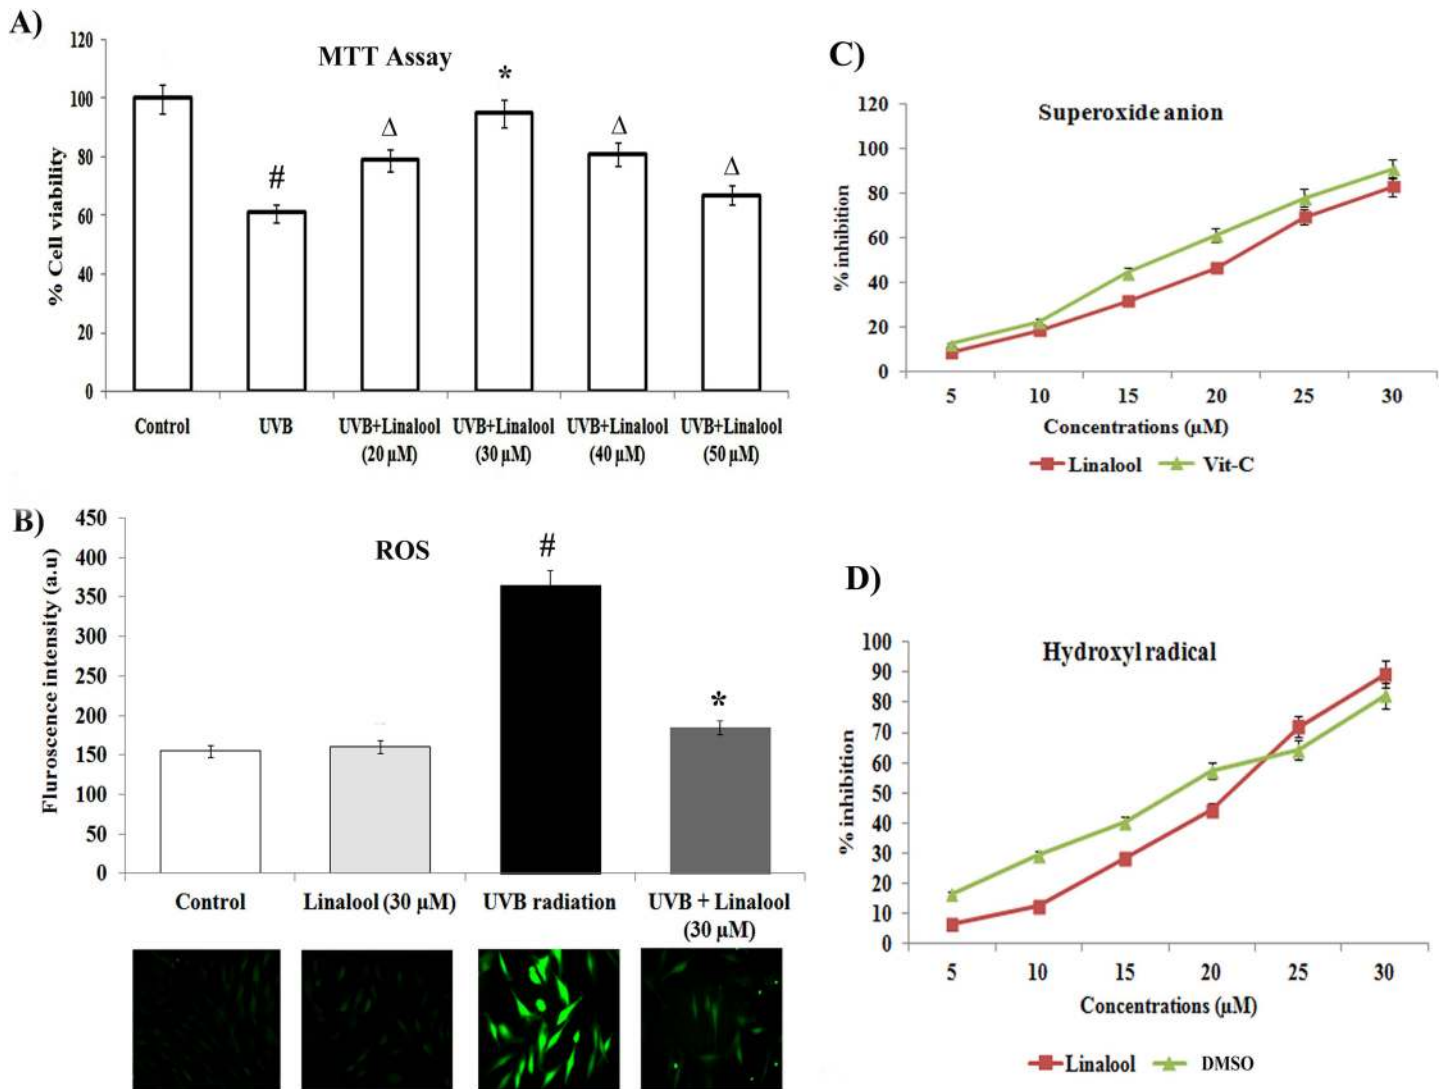 A)
MTT Assay
120
100
80
60
40
20
0
% Cell viability
#
Δ
*
Δ
Δ
Control
UVB
UVB+Linalool
(20 µM)
UVB+Linalool
(30 µM)
UVB+Linalool
(40 µM)
UVB+Linalool
(50 µM)
B)
ROS
450
400
350
300
250
200
150
100
50
0
Fluroscence intensity (a.u)
#
*
Control
Linalool (30 µM)
UVB radiation
UVB + Linalool
(30 µM)
C)
Superoxide anion
120
100
80
60
40
20
0
% inhibition
5 10 15 20 25 30
Concentrations (µM)
Linalool Vit-C
D)
Hydroxyl radical
100
90
80
70
60
50
40
30
20
10
0
% inhibition
5 10 15 20 25 30
Concentrations (µM)
Linalool DMSO